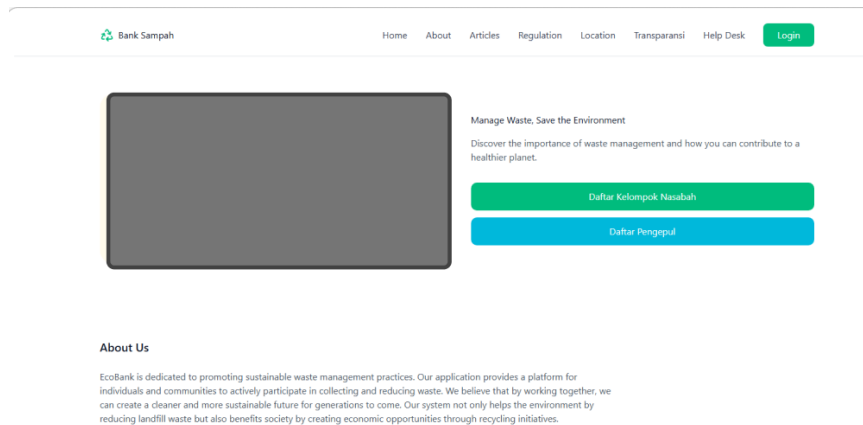 Bank Sampah
Home About Articles Regulation Location Transparansi Help Desk Login
Manage Waste, Save the Environment
Discover the importance of waste management and how you can contribute to a
healthier planet.
Daftar Kelompok Nasabah
Daftar Pengepul
About Us
EcoBank is dedicated to promoting sustainable waste management practices. Our application provides a platform for
individuals and communities to actively participate in collecting and reducing waste. We believe that by working together, we
can create a cleaner and more sustainable future for generations to come. Our system not only helps the environment by
reducing landfill waste but also benefits society by creating economic opportunities through recycling initiatives.